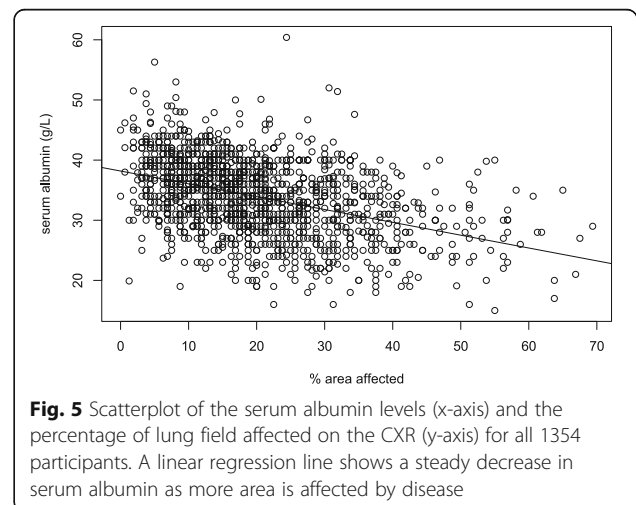 60
50
40
30
20
serum albumin (g/L)
0 10 20 30 40 50 60 70
% area affected
Fig. 5 Scatterplot of the serum albumin levels (x-axis) and the
percentage of lung field affected on the CXR (y-axis) for all 1354
participants. A linear regression line shows a steady decrease in
serum albumin as more area is affected by disease